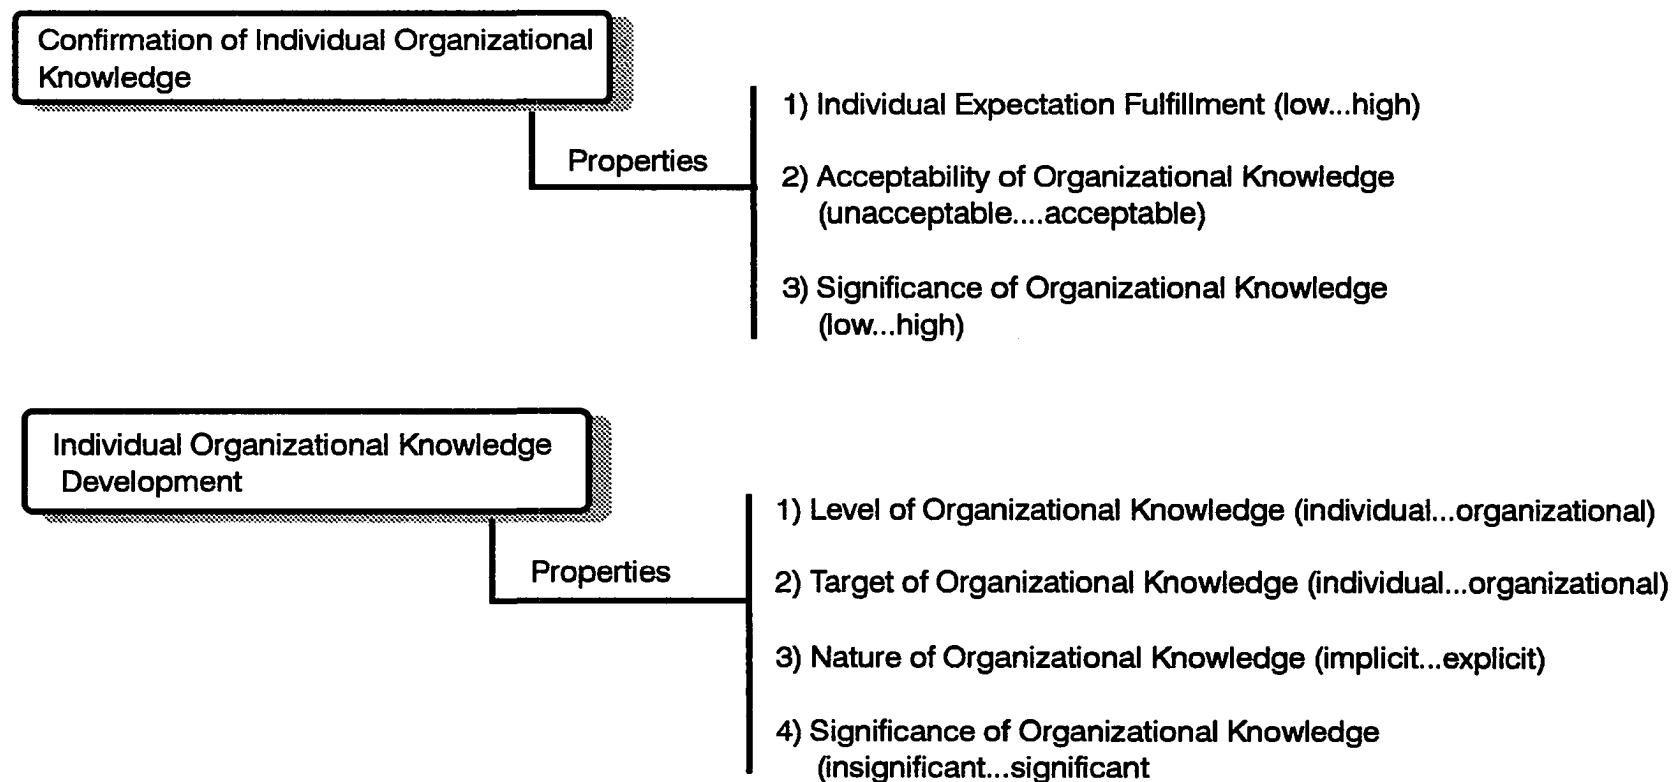 Confirmation of Individual Organizational
Knowledge
Properties
1) Individual Expectation Fulfillment (low...high)
2) Acceptability of Organizational Knowledge
(unacceptable....acceptable)
3) Significance of Organizational Knowledge
(low...high)
Individual Organizational Knowledge
Development
Properties
1) Level of Organizational Knowledge (individual...organizational)
2) Target of Organizational Knowledge (individual...organizational)
3) Nature of Organizational Knowledge (implicit...explicit)
4) Significance of Organizational Knowledge
(insignificant...significant